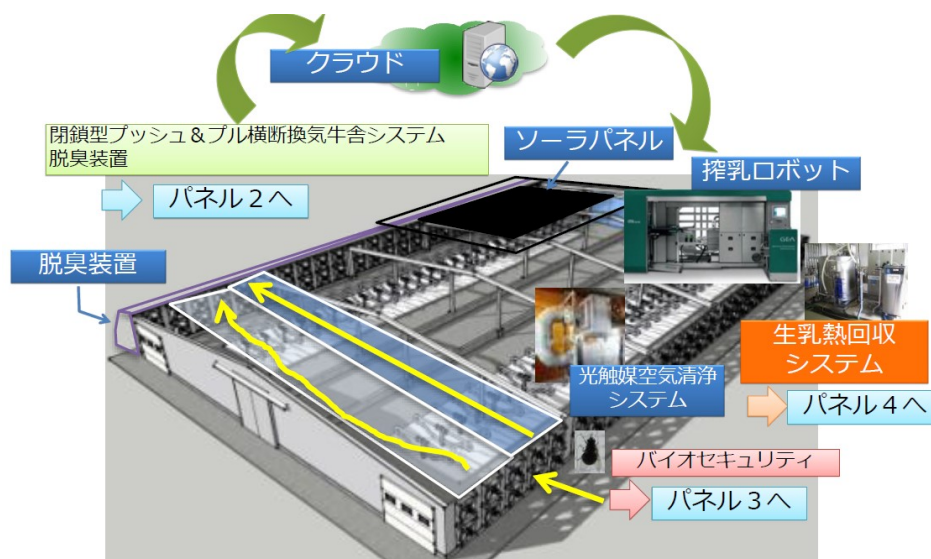 クラウド
閉鎖型プッシュ＆プル横断換気牛舎システム
脱臭装置
パネル２へ
ソーラパネル
搾乳ロボット
脱臭装置
GEA
生乳熱回収
システム
光触媒空気清浄
システム
パネル４へ
バイオセキュリティ
パネル３へ